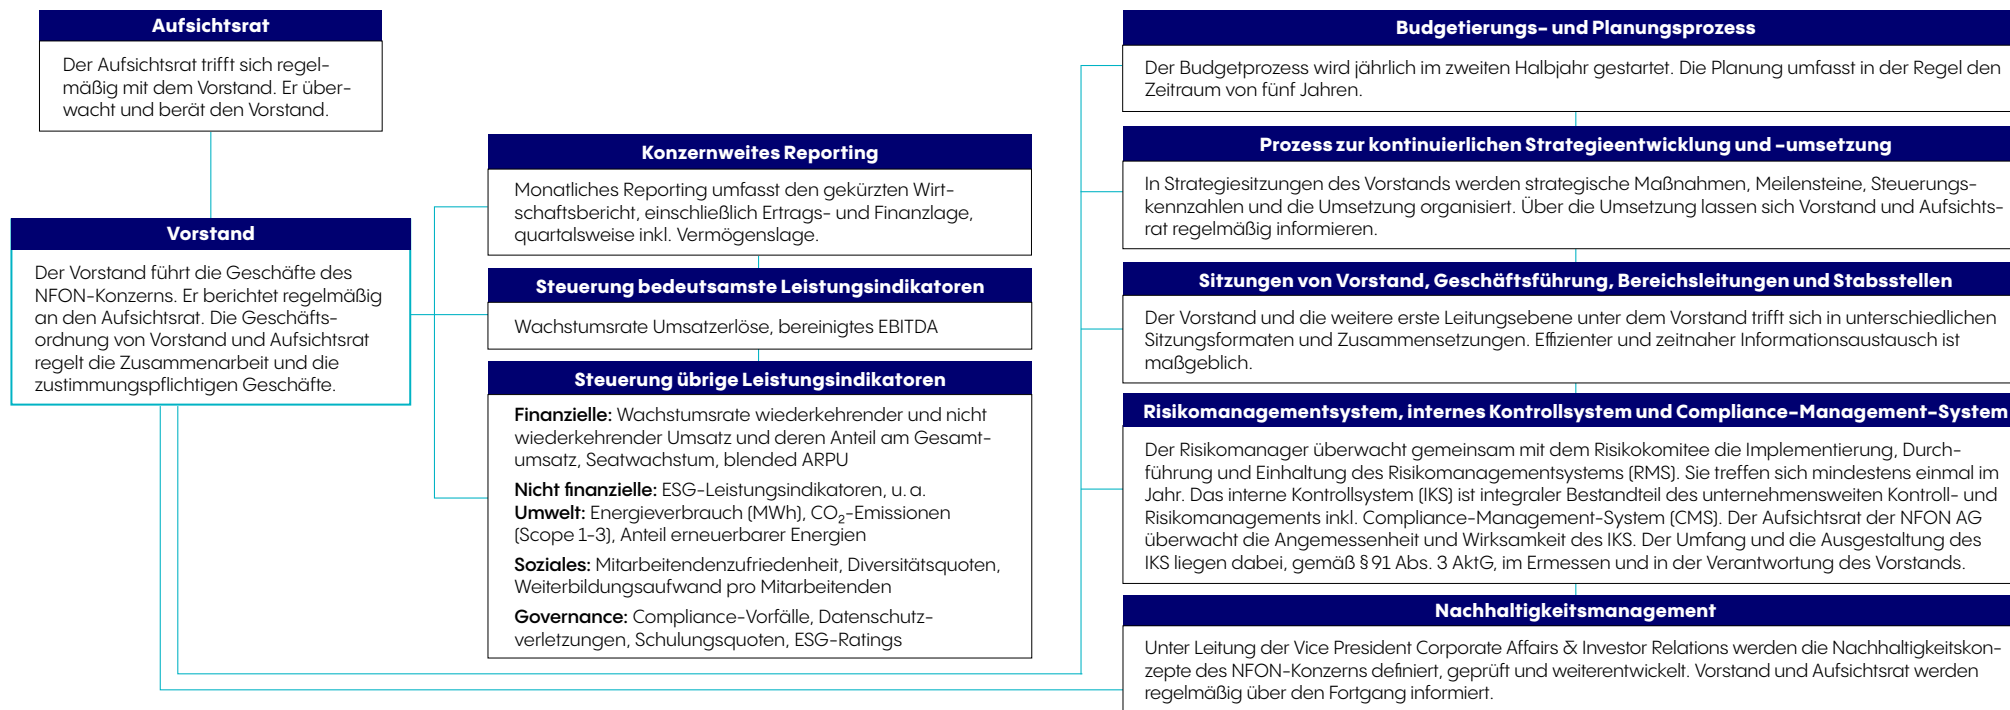 Aufsichtsrat
Der Aufsichtsrat trifft sich regel-
mäßig mit dem Vorstand. Er über-
wacht und berät den Vorstand.
Vorstand
Der Vorstand führt die Geschäfte des
NFON-Konzerns. Er berichtet regelmäßig
an den Aufsichtsrat. Die Geschäfts-
ordnung von Vorstand und Aufsichtsrat
regelt die Zusammenarbeit und die
zustimmungspflichtigen Geschäfte.
Konzernweites Reporting
Monatliches Reporting umfasst den gekürzten Wirt-
schaftsbericht, einschließlich Ertrags- und Finanzlage,
quartalsweise inkl. Vermögenslage.
Steuerung bedeutsamste Leistungsindikatoren
Wachstumsrate Umsatzerlöse, bereinigtes EBITDA
Steuerung übrige Leistungsindikatoren
Finanzielle: Wachstumsrate wiederkehrender und nicht
wiederkehrender Umsatz und deren Anteil am Gesamt-
umsatz, Seatwachstum, blended ARPU
Nicht finanzielle: ESG-Leistungsindikatoren, u. a.
Umwelt: Energieverbrauch (MWh), CO₂-Emissionen
(Scope 1-3), Anteil erneuerbarer Energien
Soziales: Mitarbeitendenzufriedenheit, Diversitätsquoten,
Weiterbildungsaufwand pro Mitarbeitenden
Governance: Compliance-Vorfälle, Datenschutz-
verletzungen, Schulungsquoten, ESG-Ratings
Budgetierungs- und Planungsprozess
Der Budgetprozess wird jährlich im zweiten Halbjahr gestartet. Die Planung umfasst in der Regel den
Zeitraum von fünf Jahren.
Prozess zur kontinuierlichen Strategieentwicklung und -umsetzung
In Strategiesitzungen des Vorstands werden strategische Maßnahmen, Meilensteine, Steuerungs-
kennzahlen und die Umsetzung organisiert. Über die Umsetzung lassen sich Vorstand und Aufsichts-
rat regelmäßig informieren.
Sitzungen von Vorstand, Geschäftsführung, Bereichsleitungen und Stabsstellen
Der Vorstand und die weitere erste Leitungsebene unter dem Vorstand trifft sich in unterschiedlichen
Sitzungsformaten und Zusammensetzungen. Effizienter und zeitnaher Informationsaustausch ist
maßgeblich.
Risikomanagementsystem, internes Kontrollsystem und Compliance-Management-System
Der Risikomanager überwacht gemeinsam mit dem Risikokomitee die Implementierung, Durch-
führung und Einhaltung des Risikomanagementsystems (RMS). Sie treffen sich mindestens einmal im
Jahr. Das interne Kontrollsystem (IKS) ist integraler Bestandteil des unternehmensweiten Kontroll- und
Risikomanagements inkl. Compliance-Management-System (CMS). Der Aufsichtsrat der NFON AG
überwacht die Angemessenheit und Wirksamkeit des IKS. Der Umfang und die Ausgestaltung des
IKS liegen dabei, gemäß § 91 Abs. 3 AktG, im Ermessen und in der Verantwortung des Vorstands.
Nachhaltigkeitsmanagement
Unter Leitung der Vice President Corporate Affairs & Investor Relations werden die Nachhaltigkeitskon-
zepte des NFON-Konzerns definiert, geprüft und weiterentwickelt. Vorstand und Aufsichtsrat werden
regelmäßig über den Fortgang informiert.